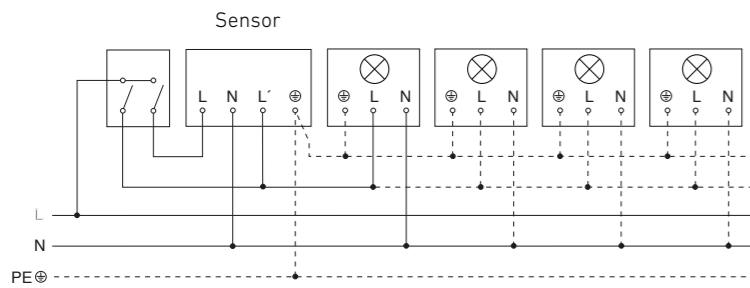 Sensor
L N L´ ⏚ ⏚ L N ⏚ L N ⏚ L N ⏚ L N
L
N
PE ⏚